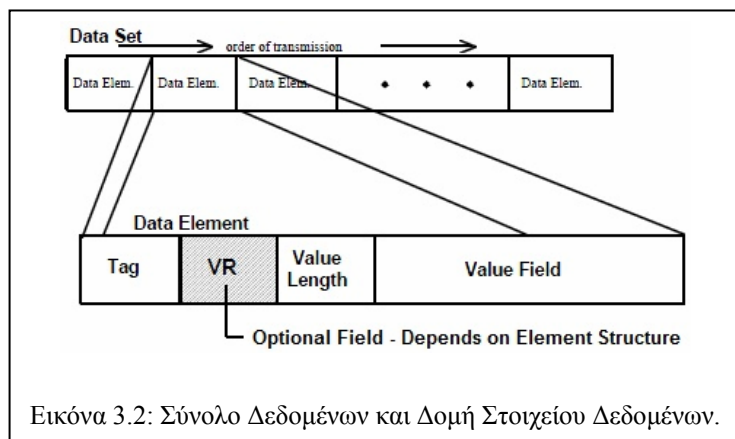 Data Set
order of transmission
Data Elem. Data Elem. Data Elem. • • • Data Elem.
Data Element
Tag VR Value Length Value Field
Optional Field - Depends on Element Structure
Εικόνα 3.2: Σύνολο Δεδομένων και Δομή Στοιχείου Δεδομένων.